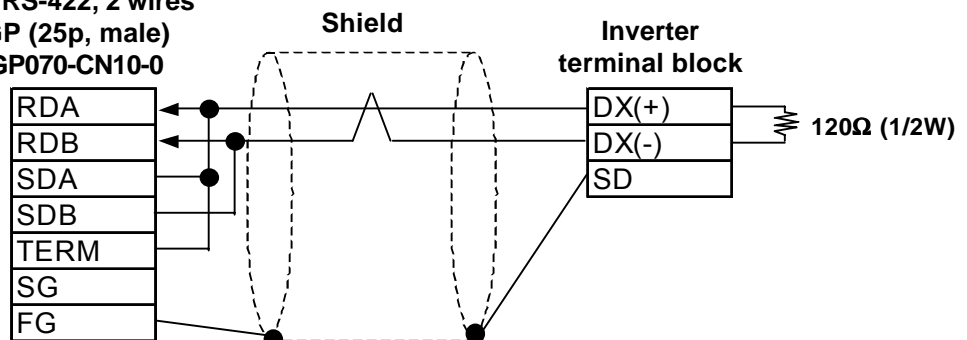 RS-422, 2 wires
GP (25p, male)
GP070-CN10-0
Shield
Inverter
terminal block
RDA
RDB
SDA
SDB
TERM
SG
FG
DX(+)
DX(-)
SD
120Ω (1/2W)